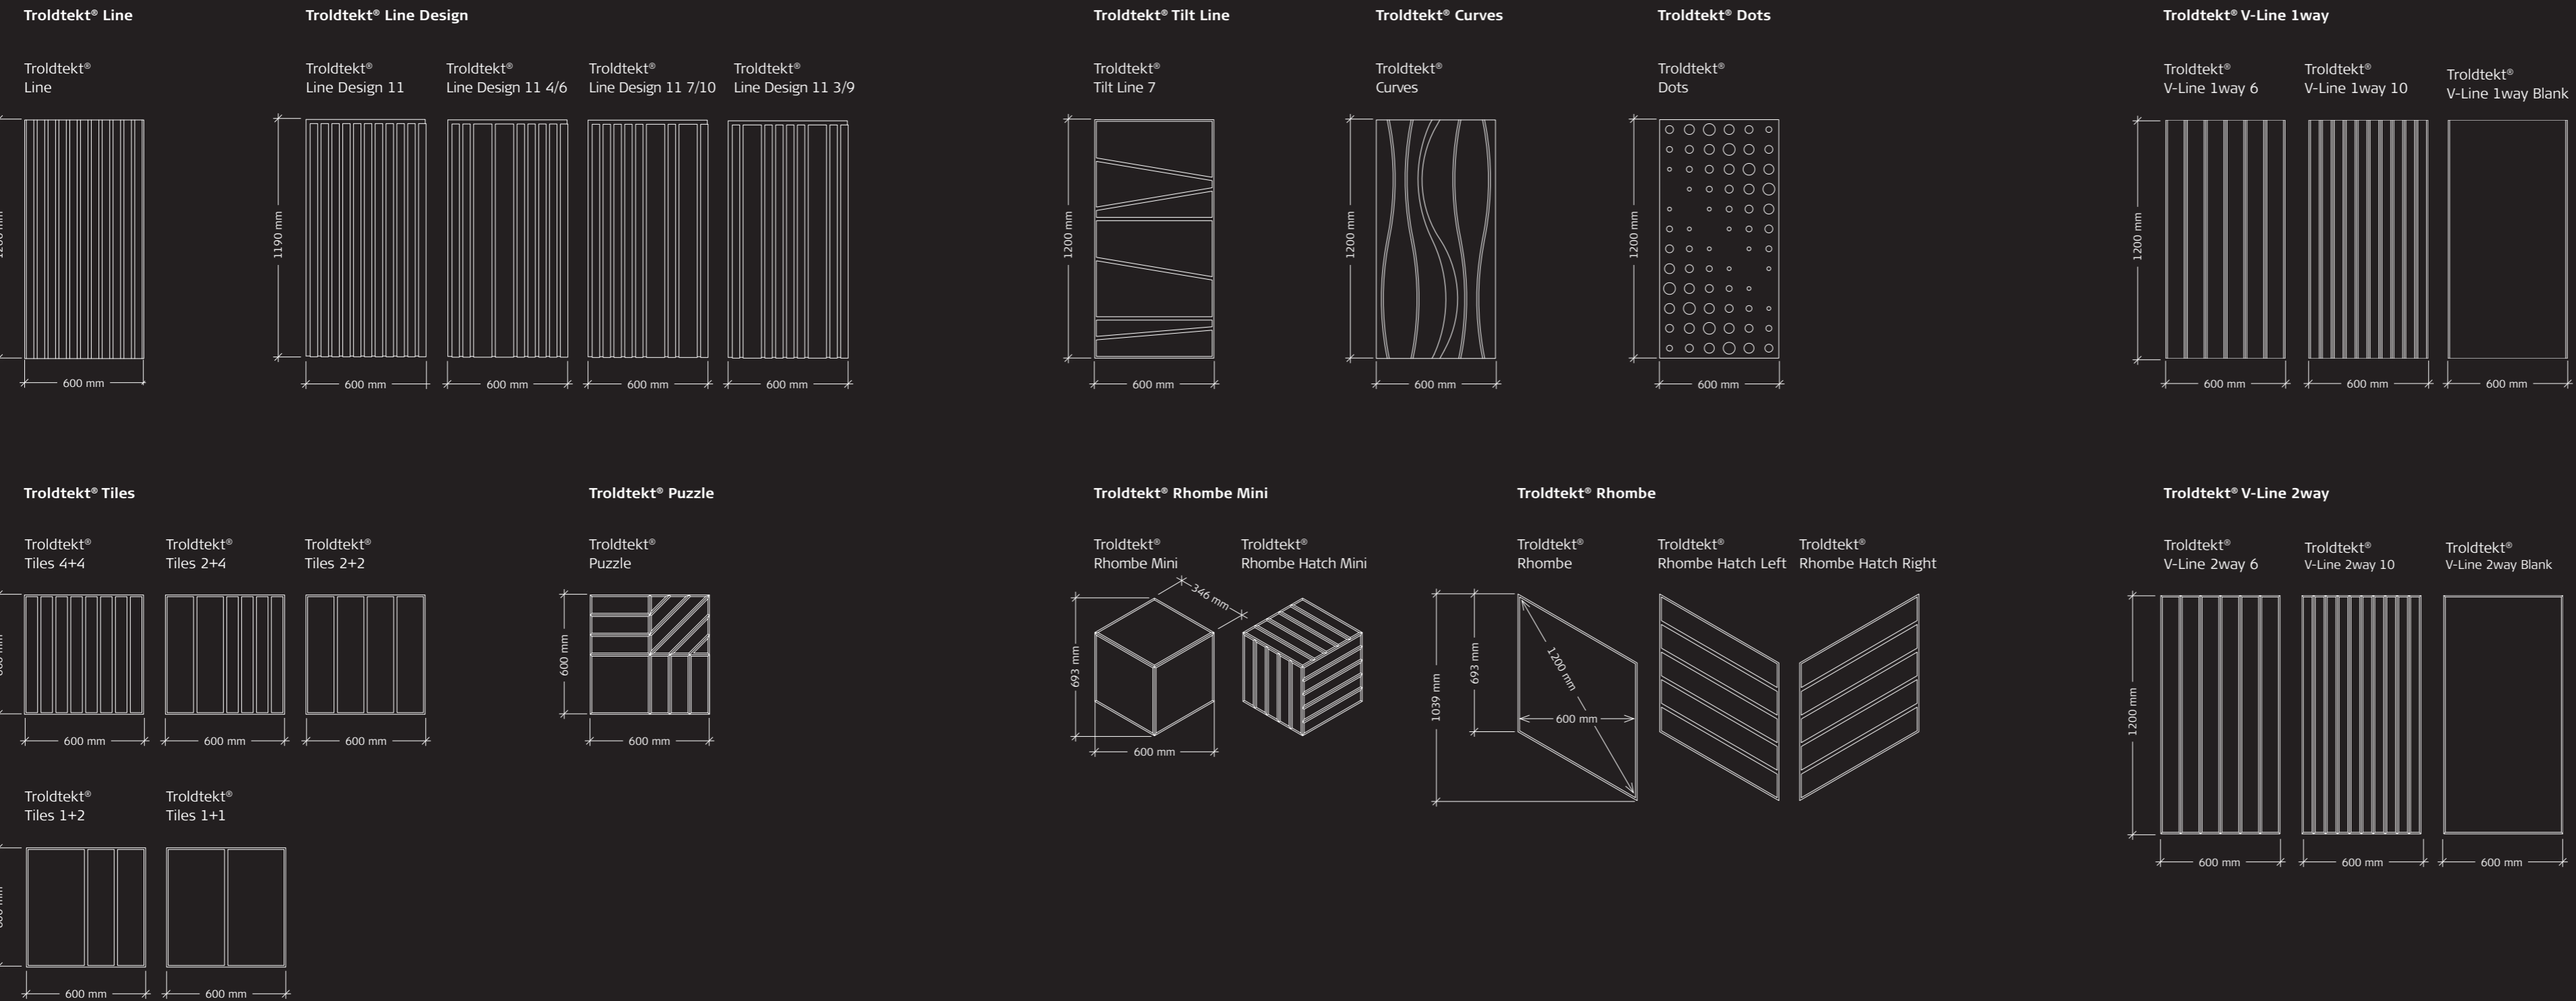 Troldtekt® Line
Troldtekt®
Line
600 mm
Troldtekt® Line Design
Troldtekt®
Line Design 11
Troldtekt®
Line Design 11 4/6
Troldtekt®
Line Design 11 7/10
Troldtekt®
Line Design 11 3/9
1190 mm
600 mm
600 mm
600 mm
600 mm
Troldtekt® Tilt Line
Troldtekt®
Tilt Line 7
1200 mm
600 mm
Troldtekt® Curves
Troldtekt®
Curves
1200 mm
600 mm
Troldtekt® Dots
Troldtekt®
Dots
1200 mm
600 mm
Troldtekt® V-Line 1way
Troldtekt®
V-Line 1way 6
Troldtekt®
V-Line 1way 10
Troldtekt®
V-Line 1way Blank
1200 mm
600 mm
600 mm
600 mm
Troldtekt® Tiles
Troldtekt®
Tiles 4+4
Troldtekt®
Tiles 2+4
Troldtekt®
Tiles 2+2
600 mm
600 mm
600 mm
Troldtekt®
Tiles 1+2
Troldtekt®
Tiles 1+1
600 mm
600 mm
Troldtekt® Puzzle
Troldtekt®
Puzzle
600 mm
600 mm
Troldtekt® Rhombe Mini
Troldtekt®
Rhombe Mini
Troldtekt®
Rhombe Hatch Mini
346 mm
693 mm
600 mm
Troldtekt® Rhombe
Troldtekt®
Rhombe
Troldtekt®
Rhombe Hatch Left
Troldtekt®
Rhombe Hatch Right
1039 mm
693 mm
1200 mm
600 mm
Troldtekt® V-Line 2way
Troldtekt®
V-Line 2way 6
Troldtekt®
V-Line 2way 10
Troldtekt®
V-Line 2way Blank
1200 mm
600 mm
600 mm
600 mm